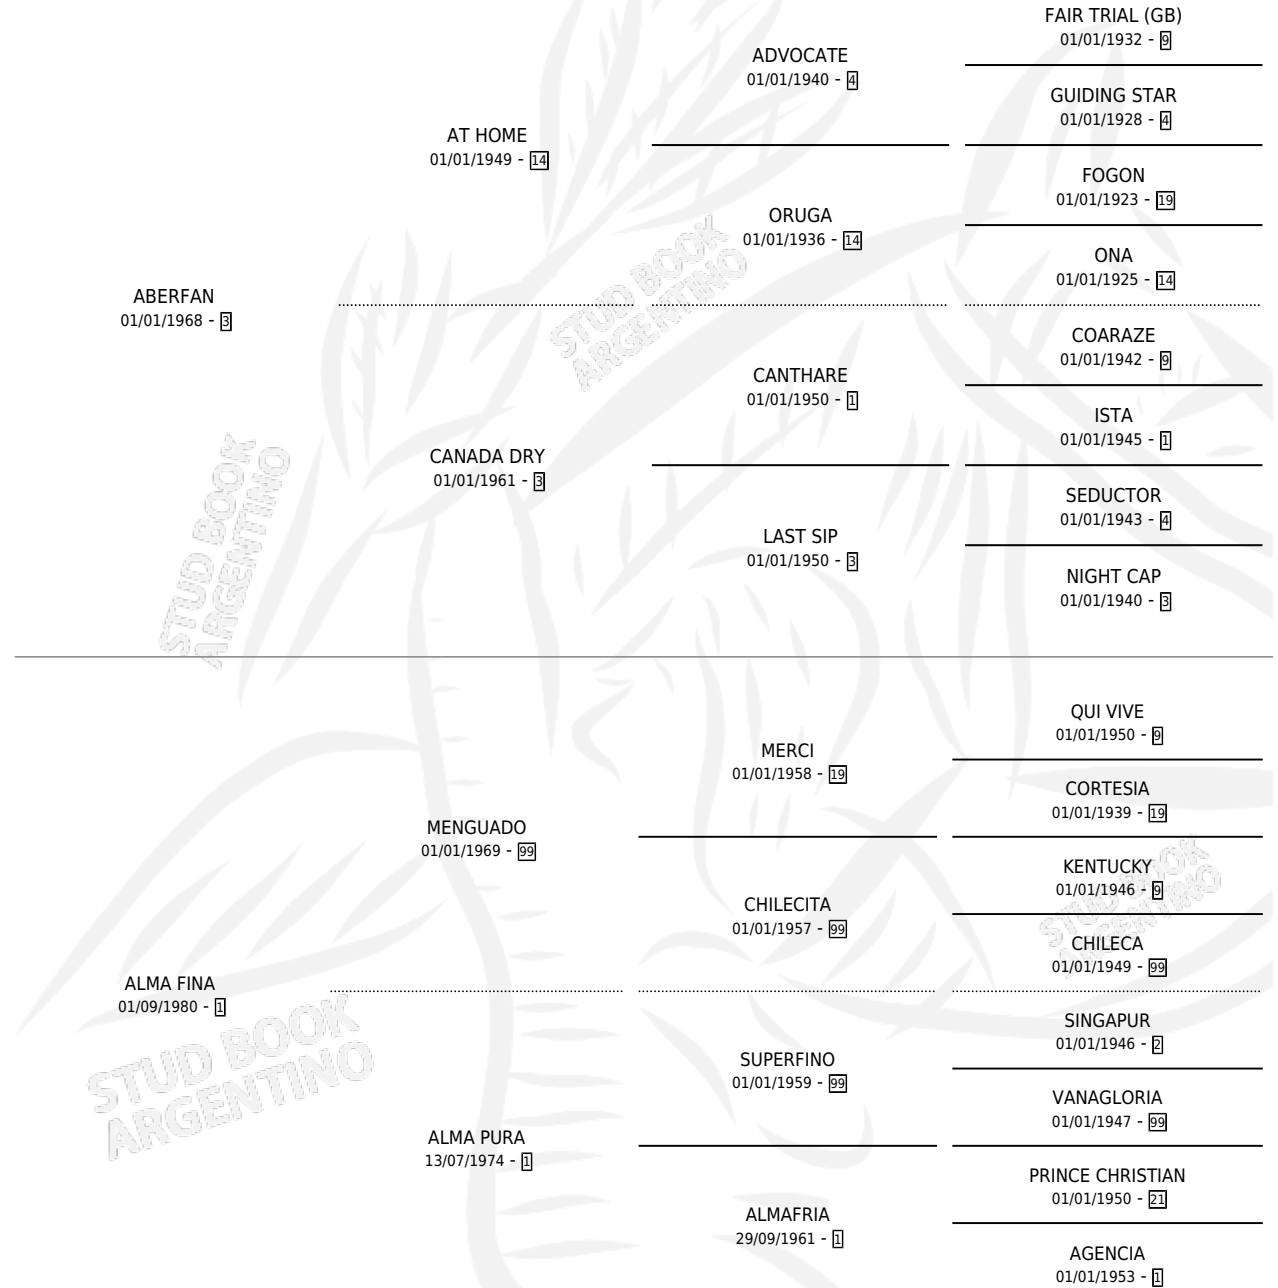 FAIR TRIAL (GB)
01/01/1932 - 9
ADVOCATE
01/01/1940 - 4
GUIDING STAR
01/01/1928 - 4
AT HOME
01/01/1949 - 14
FOGON
01/01/1923 - 19
ORUGA
01/01/1936 - 14
ONA
01/01/1925 - 14
ABERFAN
01/01/1968 - 3
COARAZE
01/01/1942 - 9
CANTHARE
01/01/1950 - 1
ISTA
01/01/1945 - 1
CANADA DRY
01/01/1961 - 3
SEDUCTOR
01/01/1943 - 4
LAST SIP
01/01/1950 - 3
NIGHT CAP
01/01/1940 - 3
STUD BOOK
ARGENTINO
STUD BOOK
ARGENTINO
QUI VIVE
01/01/1950 - 9
MERCI
01/01/1958 - 19
CORTESIA
01/01/1939 - 19
MENGUADO
01/01/1969 - 99
KENTUCKY
01/01/1946 - 9
CHILECITA
01/01/1957 - 99
CHILECA
01/01/1949 - 99
ALMA FINA
01/09/1980 - 1
SINGAPUR
01/01/1946 - 2
SUPERFINO
01/01/1959 - 99
VANAGLORIA
01/01/1947 - 99
ALMA PURA
13/07/1974 - 1
PRINCE CHRISTIAN
01/01/1950 - 21
ALMAFRIA
29/09/1961 - 1
AGENCIA
01/01/1953 - 1
STUD BOOK
ARGENTINO
STUD BOOK
ARGENTINO